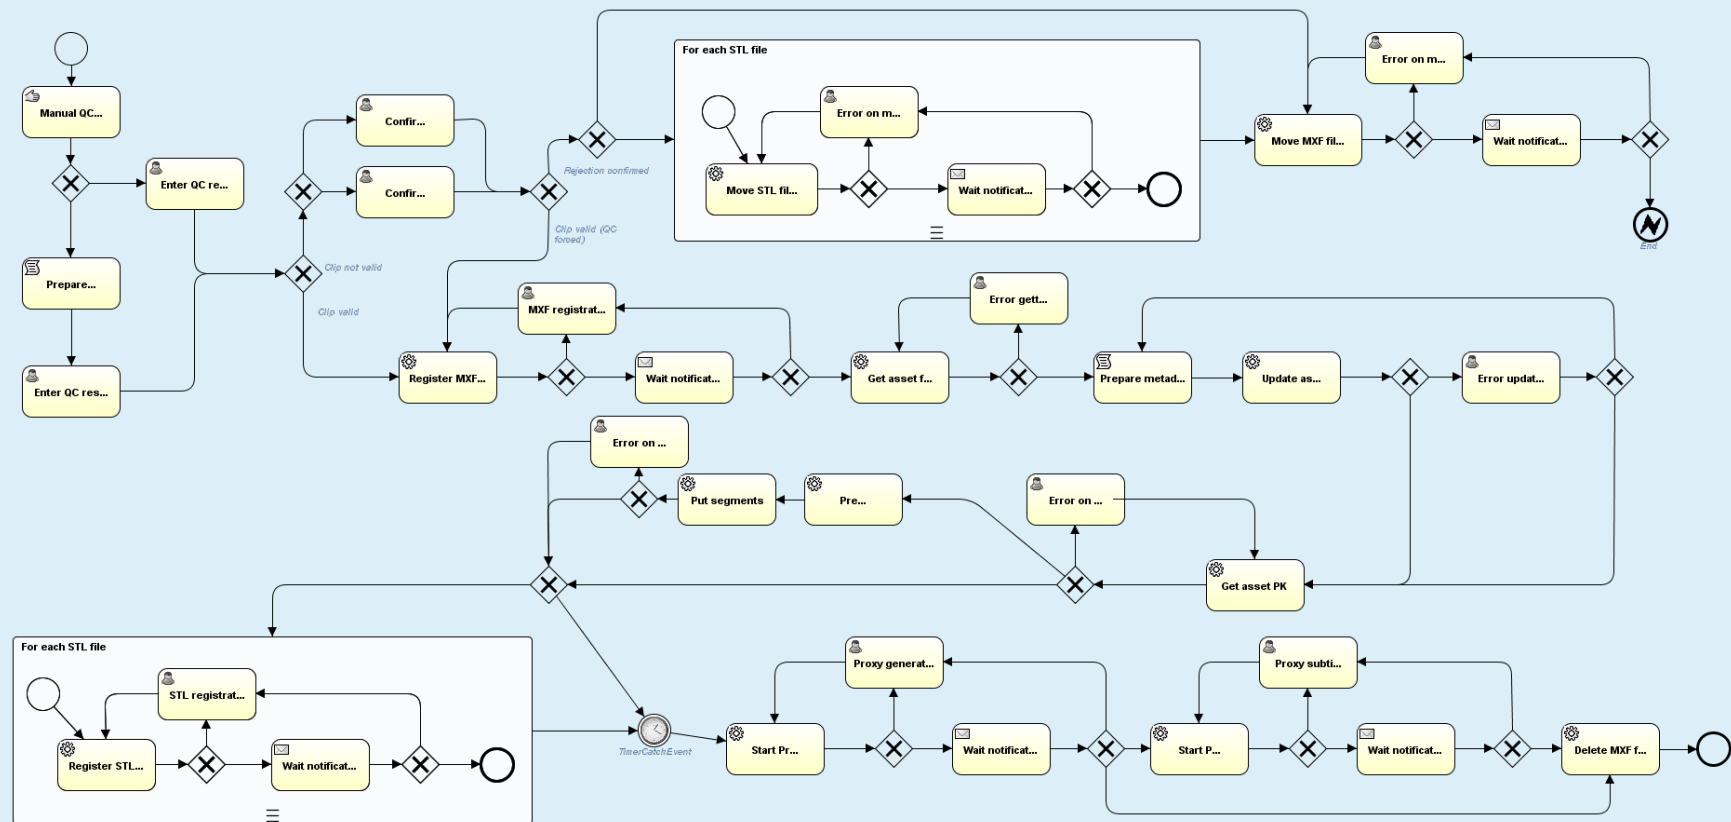 For each STL file
Error on m...
Manual QC...
Error on m...
Confir...
Move MXF fil...
Wait notificat...
Rejection confirmed
Enter QC re...
Confir...
Move STL fil...
Wait notificat...
Clip valid (QC
forced)
End
Clip not valid
Prepare...
Clip valid
MXF registrat...
Error gett...
Enter QC res...
Register MXF...
Wait notificat...
Get asset f...
Prepare metad...
Update as...
Error updat...
Error on ...
Put segments
Pre...
Error on ...
Get asset PK
For each STL file
STL registrat...
Proxy generat...
Proxy subti...
TimerCatchEvent
Register STL...
Wait notificat...
Start Pr...
Wait notificat...
Start P...
Wait notificat...
Delete MXF f...